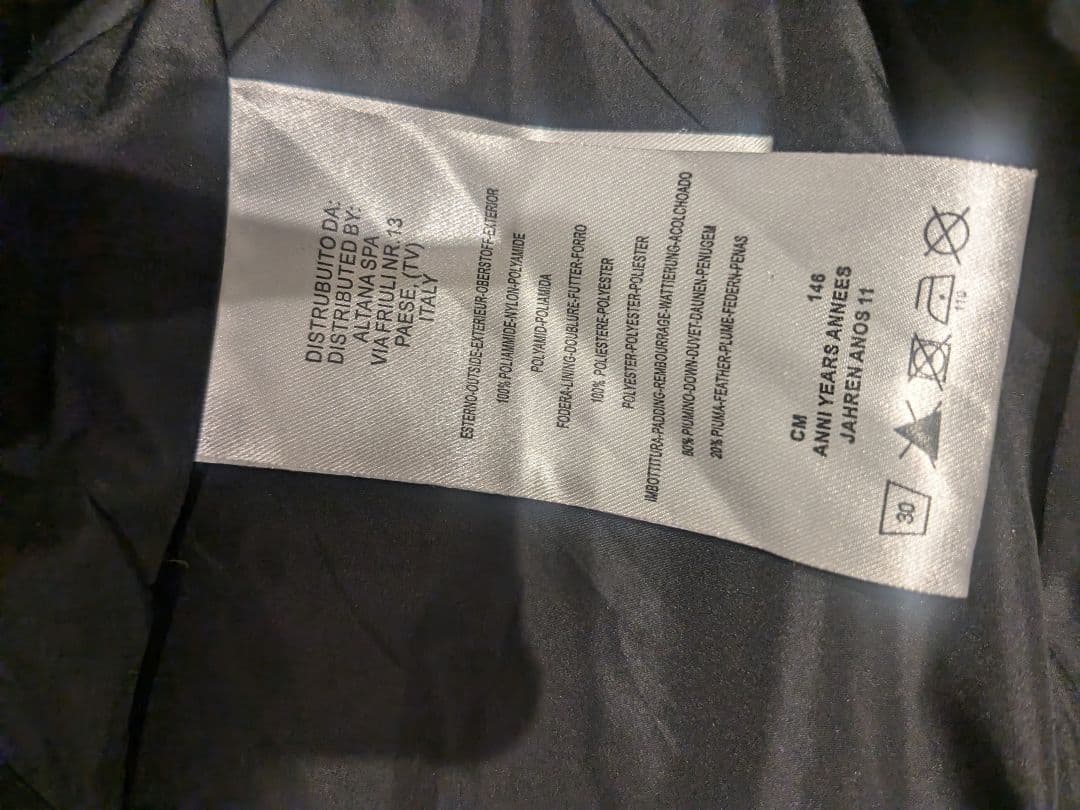 DISTRUBUITO DA:
DISTRIBUTED BY:
ALTANA SPA
VIA FRIULI NR. 13
PAESE, (TV)
ITALY
ESTERNO-OUTSIDE-EXTERIEUR-OBERSTOFF-EXTERIOR
100% POLIAMMIDE-NYLON-POLYAMIDE
POLYAMID-POLIAMIDA
FODERA-LINING-DOUBLURE-FUTTER-FORRO
100% POLIESTERE-POLYESTER
POLYESTER-POLYESTER-POLIESTER
IMBOTTITURA-PADDING-REMBOURRAGE-WATTIERUNG-ACOLCHOADO
80% PIUMINO-DOWN-DUVET-DAUNEN-PENUGEM
20% PIUMA-FEATHER-PLUME-FEDERN-PENAS
CM 146
ANNI YEARS ANNEES
JAHREN ANOS 11
30
110